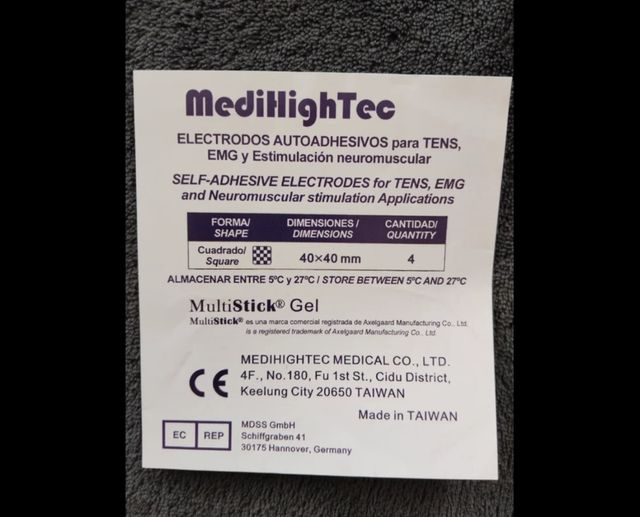 MediHighTec
ELECTRODOS AUTOADHESIVOS para TENS,
EMG y Estimulación neuromuscular
SELF-ADHESIVE ELECTRODES for TENS, EMG
and Neuromuscular stimulation Applications
FORMA/ DIMENSIONES / CANTIDAD/
SHAPE DIMENSIONS QUANTITY
Cuadrado/
Square 40×40 mm 4
ALMACENAR ENTRE 5ºC y 27ºC / STORE BETWEEN 5ºC AND 27ºC
MultiStick® Gel
MultiStick® es una marca comercial registrada de Axelgaard Manufacturing Co., Ltd.
is a registered trademark of Axelgaard Manufacturing Co., Ltd.
MEDIHIGHTEC MEDICAL CO., LTD.
4F., No.180, Fu 1st St., Cidu District,
Keelung City 20650 TAIWAN
CE
Made in TAIWAN
EC REP
MDSS GmbH
Schiffgraben 41
30175 Hannover, Germany